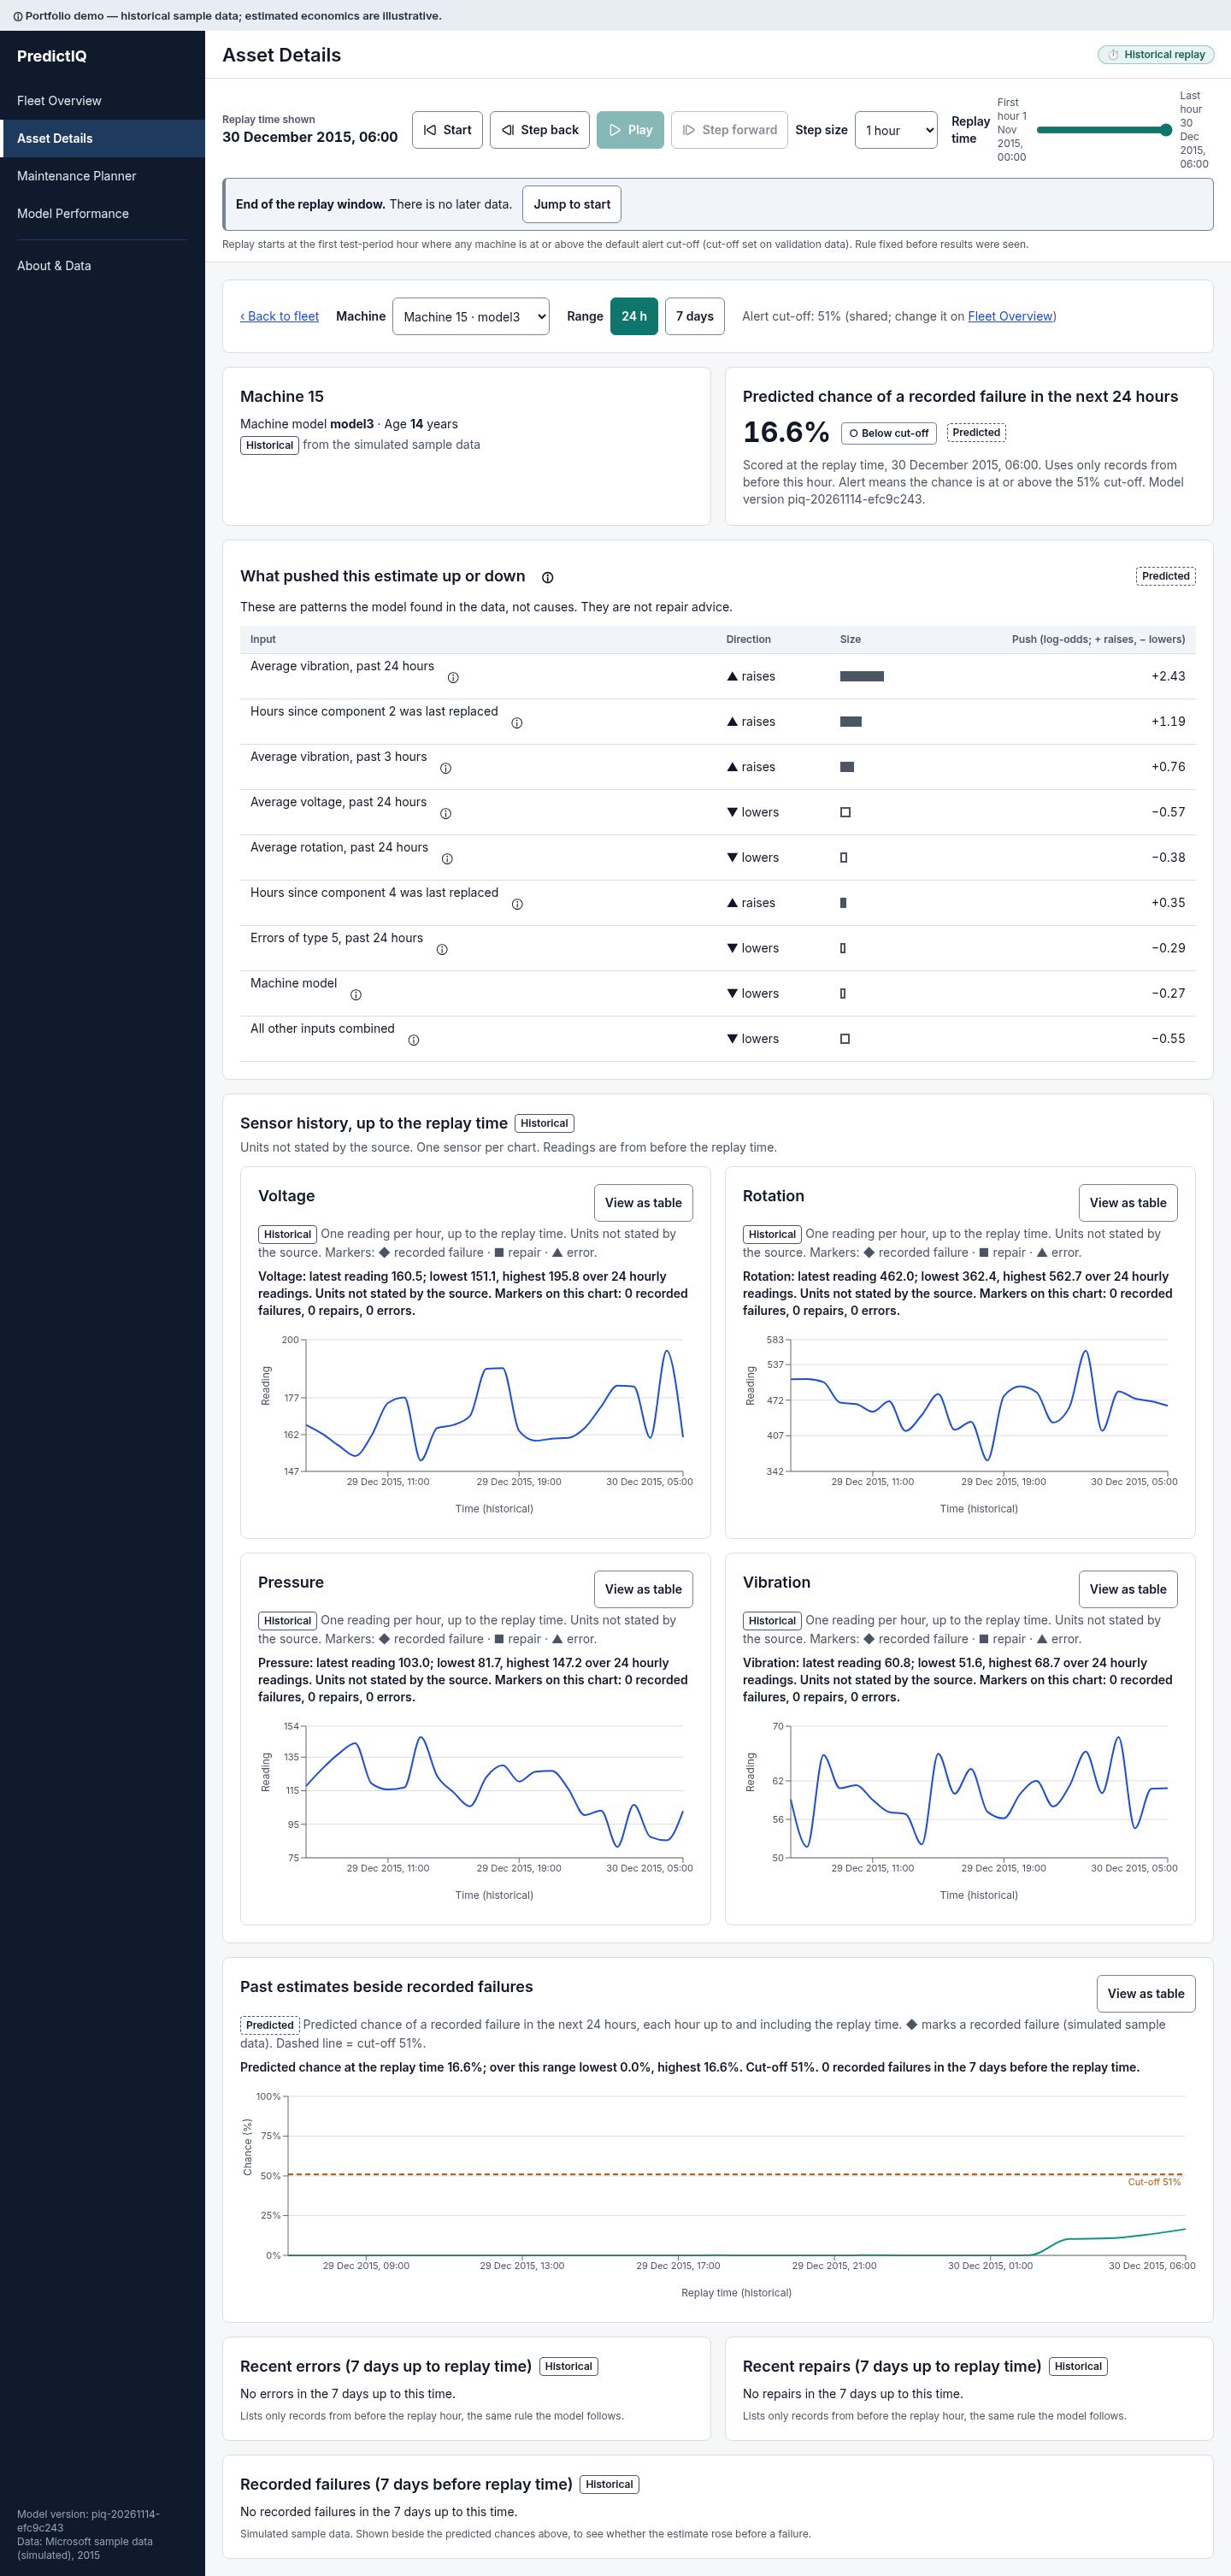 ⓘ Portfolio demo — historical sample data; estimated economics are illustrative.
PredictIQ
Fleet Overview
Asset Details
Maintenance Planner
Model Performance
About & Data
Model version: piq-20261114-
efc9c243
Data: Microsoft sample data
(simulated), 2015
Asset Details
⏱ Historical replay
Replay time shown
30 December 2015, 06:00
Start
Step back
Play
Step forward
Step size
1 hour
Replay
time
First
hour 1
Nov
2015,
00:00
Last
hour
30
Dec
2015,
06:00
End of the replay window. There is no later data.
Jump to start
Replay starts at the first test-period hour where any machine is at or above the default alert cut-off (cut-off set on validation data). Rule fixed before results were seen.
‹ Back to fleet
Machine
Machine 15 · model3
Range
24 h
7 days
Alert cut-off: 51% (shared; change it on Fleet Overview)
Machine 15
Machine model model3 · Age 14 years
Historical from the simulated sample data
Predicted chance of a recorded failure in the next 24 hours
16.6% ○ Below cut-off Predicted
Scored at the replay time, 30 December 2015, 06:00. Uses only records from
before this hour. Alert means the chance is at or above the 51% cut-off. Model
version piq-20261114-efc9c243.
What pushed this estimate up or down ⓘ
Predicted
These are patterns the model found in the data, not causes. They are not repair advice.
Input Direction Size Push (log-odds; + raises, − lowers)
Average vibration, past 24 hours ⓘ ▲ raises +2.43
Hours since component 2 was last replaced ⓘ ▲ raises +1.19
Average vibration, past 3 hours ⓘ ▲ raises +0.76
Average voltage, past 24 hours ⓘ ▼ lowers −0.57
Average rotation, past 24 hours ⓘ ▼ lowers −0.38
Hours since component 4 was last replaced ⓘ ▲ raises +0.35
Errors of type 5, past 24 hours ⓘ ▼ lowers −0.29
Machine model ⓘ ▼ lowers −0.27
All other inputs combined ⓘ ▼ lowers −0.55
Sensor history, up to the replay time Historical
Units not stated by the source. One sensor per chart. Readings are from before the replay time.
Voltage
View as table
Historical One reading per hour, up to the replay time. Units not stated by
the source. Markers: ◆ recorded failure · ■ repair · ▲ error.
Voltage: latest reading 160.5; lowest 151.1, highest 195.8 over 24 hourly
readings. Units not stated by the source. Markers on this chart: 0 recorded
failures, 0 repairs, 0 errors.
Reading
200
177
162
147
29 Dec 2015, 11:00 29 Dec 2015, 19:00 30 Dec 2015, 05:00
Time (historical)
Rotation
View as table
Historical One reading per hour, up to the replay time. Units not stated by
the source. Markers: ◆ recorded failure · ■ repair · ▲ error.
Rotation: latest reading 462.0; lowest 362.4, highest 562.7 over 24 hourly
readings. Units not stated by the source. Markers on this chart: 0 recorded
failures, 0 repairs, 0 errors.
Reading
583
537
472
407
342
29 Dec 2015, 11:00 29 Dec 2015, 19:00 30 Dec 2015, 05:00
Time (historical)
Pressure
View as table
Historical One reading per hour, up to the replay time. Units not stated by
the source. Markers: ◆ recorded failure · ■ repair · ▲ error.
Pressure: latest reading 103.0; lowest 81.7, highest 147.2 over 24 hourly
readings. Units not stated by the source. Markers on this chart: 0 recorded
failures, 0 repairs, 0 errors.
Reading
154
135
115
95
75
29 Dec 2015, 11:00 29 Dec 2015, 19:00 30 Dec 2015, 05:00
Time (historical)
Vibration
View as table
Historical One reading per hour, up to the replay time. Units not stated by
the source. Markers: ◆ recorded failure · ■ repair · ▲ error.
Vibration: latest reading 60.8; lowest 51.6, highest 68.7 over 24 hourly
readings. Units not stated by the source. Markers on this chart: 0 recorded
failures, 0 repairs, 0 errors.
Reading
70
62
56
50
29 Dec 2015, 11:00 29 Dec 2015, 19:00 30 Dec 2015, 05:00
Time (historical)
Past estimates beside recorded failures
View as table
Predicted Predicted chance of a recorded failure in the next 24 hours, each hour up to and including the replay time. ◆ marks a recorded failure (simulated sample
data). Dashed line = cut-off 51%.
Predicted chance at the replay time 16.6%; over this range lowest 0.0%, highest 16.6%. Cut-off 51%. 0 recorded failures in the 7 days before the replay time.
Chance (%)
100%
75%
50%
25%
0%
Cut-off 51%
29 Dec 2015, 09:00 29 Dec 2015, 13:00 29 Dec 2015, 17:00 29 Dec 2015, 21:00 30 Dec 2015, 01:00 30 Dec 2015, 06:00
Replay time (historical)
Recent errors (7 days up to replay time) Historical
No errors in the 7 days up to this time.
Lists only records from before the replay hour, the same rule the model follows.
Recent repairs (7 days up to replay time) Historical
No repairs in the 7 days up to this time.
Lists only records from before the replay hour, the same rule the model follows.
Recorded failures (7 days before replay time) Historical
No recorded failures in the 7 days up to this time.
Simulated sample data. Shown beside the predicted chances above, to see whether the estimate rose before a failure.